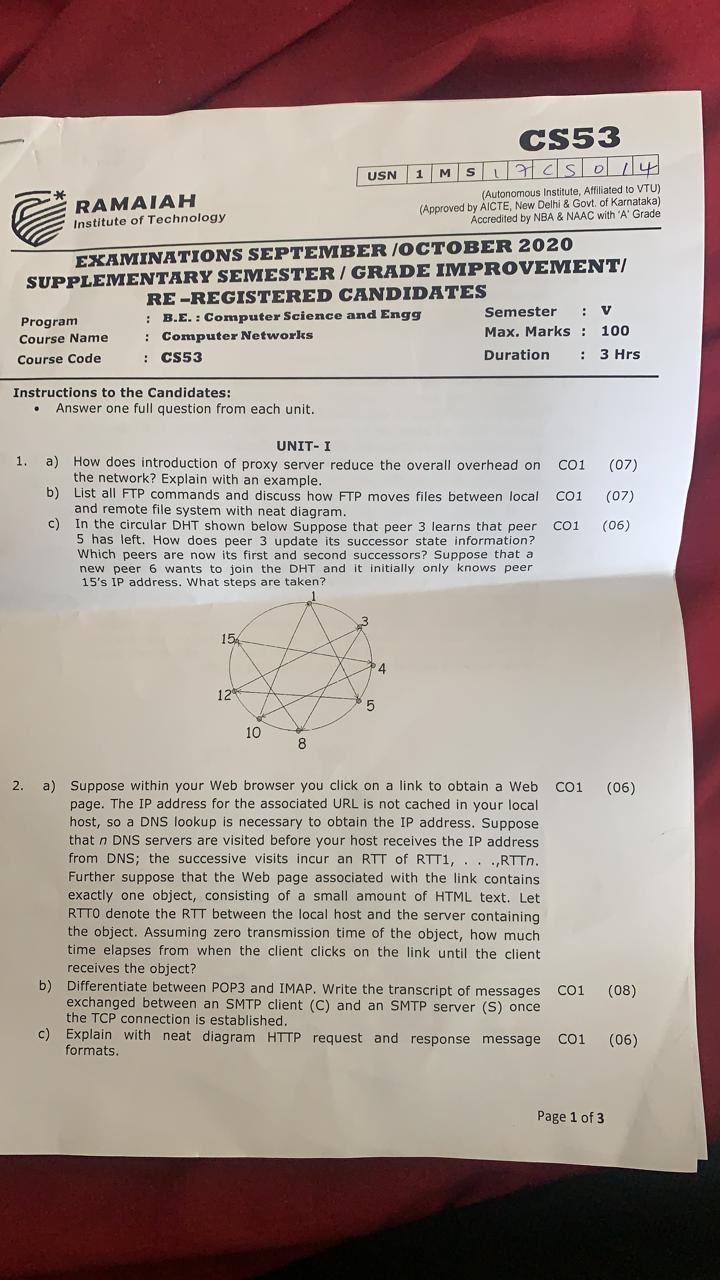 CS53
USN 1 M S 1 7 C S 0 1 4
RAMAIAH
Institute of Technology
(Autonomous Institute, Affiliated to VTU)
(Approved by AICTE, New Delhi & Govt. of Karnataka)
Accredited by NBA & NAAC with 'A' Grade
EXAMINATIONS SEPTEMBER /OCTOBER 2020
SUPPLEMENTARY SEMESTER / GRADE IMPROVEMENT/
RE –REGISTERED CANDIDATES
Program : B.E. : Computer Science and Engg Semester : V
Course Name : Computer Networks Max. Marks : 100
Course Code : CS53 Duration : 3 Hrs
Instructions to the Candidates:
• Answer one full question from each unit.
UNIT- I
1. a) How does introduction of proxy server reduce the overall overhead on CO1 (07)
the network? Explain with an example.
b) List all FTP commands and discuss how FTP moves files between local CO1 (07)
and remote file system with neat diagram.
c) In the circular DHT shown below Suppose that peer 3 learns that peer CO1 (06)
5 has left. How does peer 3 update its successor state information?
Which peers are now its first and second successors? Suppose that a
new peer 6 wants to join the DHT and it initially only knows peer
15's IP address. What steps are taken?
1
3
15
4
12
5
10
8
2. a) Suppose within your Web browser you click on a link to obtain a Web CO1 (06)
page. The IP address for the associated URL is not cached in your local
host, so a DNS lookup is necessary to obtain the IP address. Suppose
that n DNS servers are visited before your host receives the IP address
from DNS; the successive visits incur an RTT of RTT1, . . .,RTTn.
Further suppose that the Web page associated with the link contains
exactly one object, consisting of a small amount of HTML text. Let
RTT0 denote the RTT between the local host and the server containing
the object. Assuming zero transmission time of the object, how much
time elapses from when the client clicks on the link until the client
receives the object?
b) Differentiate between POP3 and IMAP. Write the transcript of messages CO1 (08)
exchanged between an SMTP client (C) and an SMTP server (S) once
the TCP connection is established.
c) Explain with neat diagram HTTP request and response message CO1 (06)
formats.
Page 1 of 3